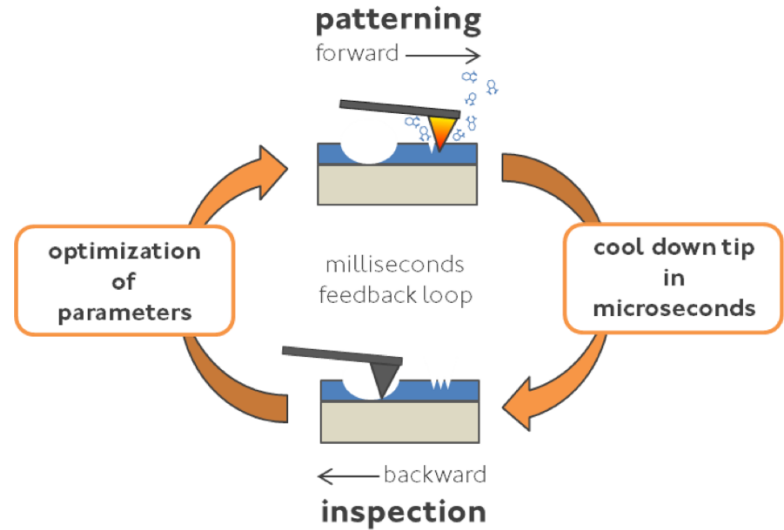 patterning
forward
optimization
of
parameters
milliseconds
feedback loop
cool down tip
in
microseconds
backward
inspection